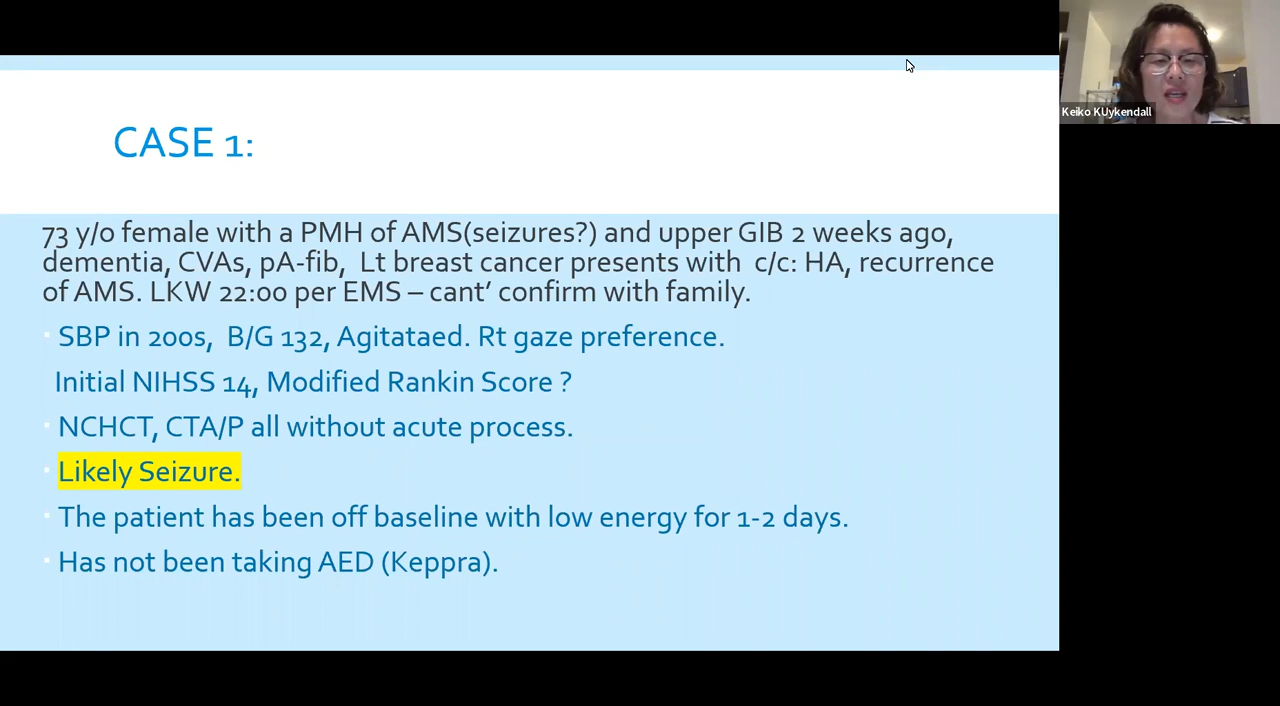 CASE 1:
73 y/o female with a PMH of AMS(seizures?) and upper GIB 2 weeks ago,
dementia, CVAs, pA-fib, Lt breast cancer presents with c/c: HA, recurrence
of AMS. LKW 22:00 per EMS – cant’ confirm with family.
SBP in 200s, B/G 132, Agitataed. Rt gaze preference.
Initial NIHSS 14, Modified Rankin Score ?
NCHCT, CTA/P all without acute process.
Likely Seizure.
The patient has been off baseline with low energy for 1-2 days.
Has not been taking AED (Keppra).
Keiko KUykendall